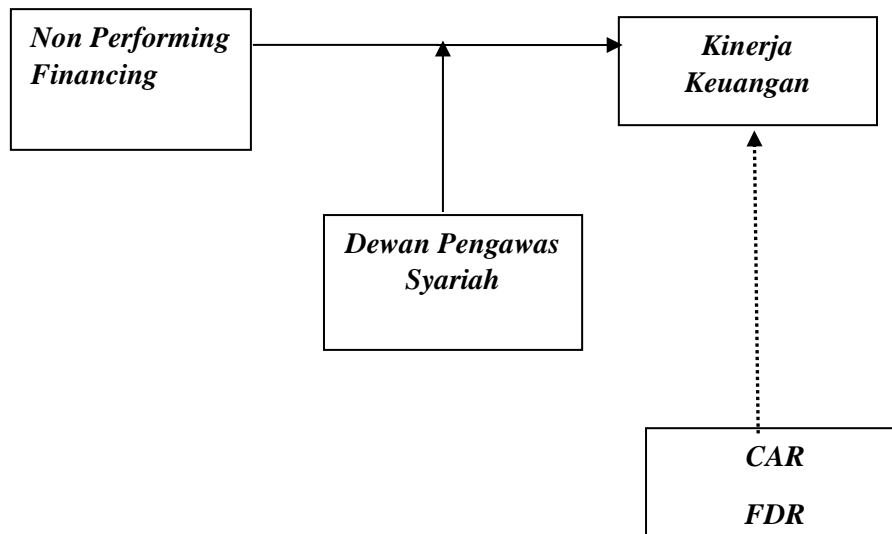 Non Performing
Financing
Kinerja
Keuangan
Dewan Pengawas
Syariah
CAR
FDR